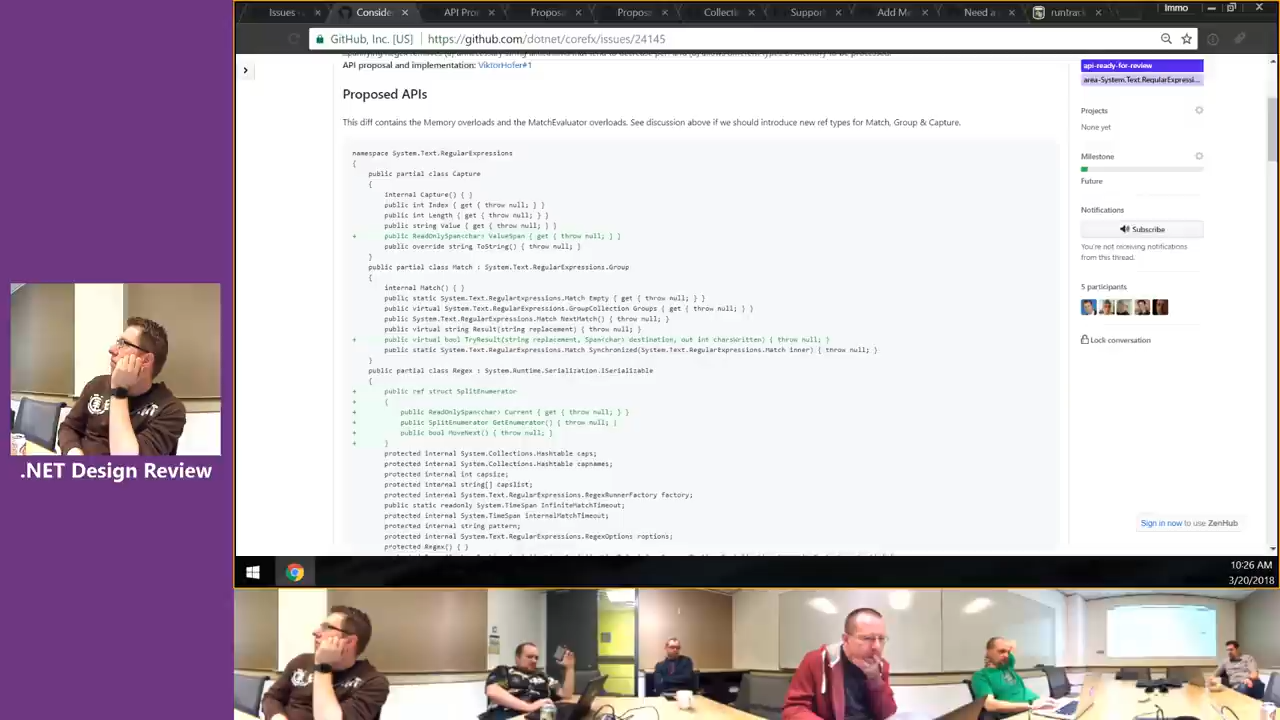 Issues
Conside
API Pro
Propos
Propos
Collecti
Support
Add Me
Need a
runtrack
Immo
GitHub, Inc. [US]
https://github.com/dotnet/corefx/issues/24145
API proposal and implementation: ViktorHofer#1
Proposed APIs
This diff contains the Memory overloads and the MatchEvaluator overloads. See discussion above if we should introduce new ref types for Match, Group & Capture.
namespace System.Text.RegularExpressions
{
public partial class Capture
{
internal Capture() { }
public int Index { get { throw null; } }
public int Length { get { throw null; } }
public string Value { get { throw null; } }
+ public ReadOnlySpan<char> ValueSpan { get { throw null; } }
public override string ToString() { throw null; }
}
public partial class Match : System.Text.RegularExpressions.Group
{
internal Match() { }
public static System.Text.RegularExpressions.Match Empty { get { throw null; } }
public virtual System.Text.RegularExpressions.GroupCollection Groups { get { throw null; } }
public System.Text.RegularExpressions.Match NextMatch() { throw null; }
public virtual string Result(string replacement) { throw null; }
+ public virtual bool TryResult(string replacement, Span<char> destination, out int charsWritten) { throw null; }
public static System.Text.RegularExpressions.Match Synchronized(System.Text.RegularExpressions.Match inner) { throw null; }
}
public partial class Regex : System.Runtime.Serialization.ISerializable
{
+ public ref struct SplitEnumerator
+ {
+ public ReadOnlySpan<char> Current { get { throw null; } }
+ public SplitEnumerator GetEnumerator() { throw null; }
+ public bool MoveNext() { throw null; }
+ }
protected internal System.Collections.Hashtable caps;
protected internal System.Collections.Hashtable capnames;
protected internal int capsize;
protected internal string[] capslist;
protected internal System.Text.RegularExpressions.RegexRunnerFactory factory;
public static readonly System.TimeSpan InfiniteMatchTimeout;
protected internal System.TimeSpan internalMatchTimeout;
protected internal string pattern;
protected internal System.Text.RegularExpressions.RegexOptions roptions;
protected Regex() { }
api-ready-for-review
area-System.Text.RegularExpressi...
Projects
None yet
Milestone
Future
Notifications
Subscribe
You're not receiving notifications
from this thread.
5 participants
Lock conversation
Sign in now to use ZenHub
10:26 AM
3/20/2018
.NET Design Review